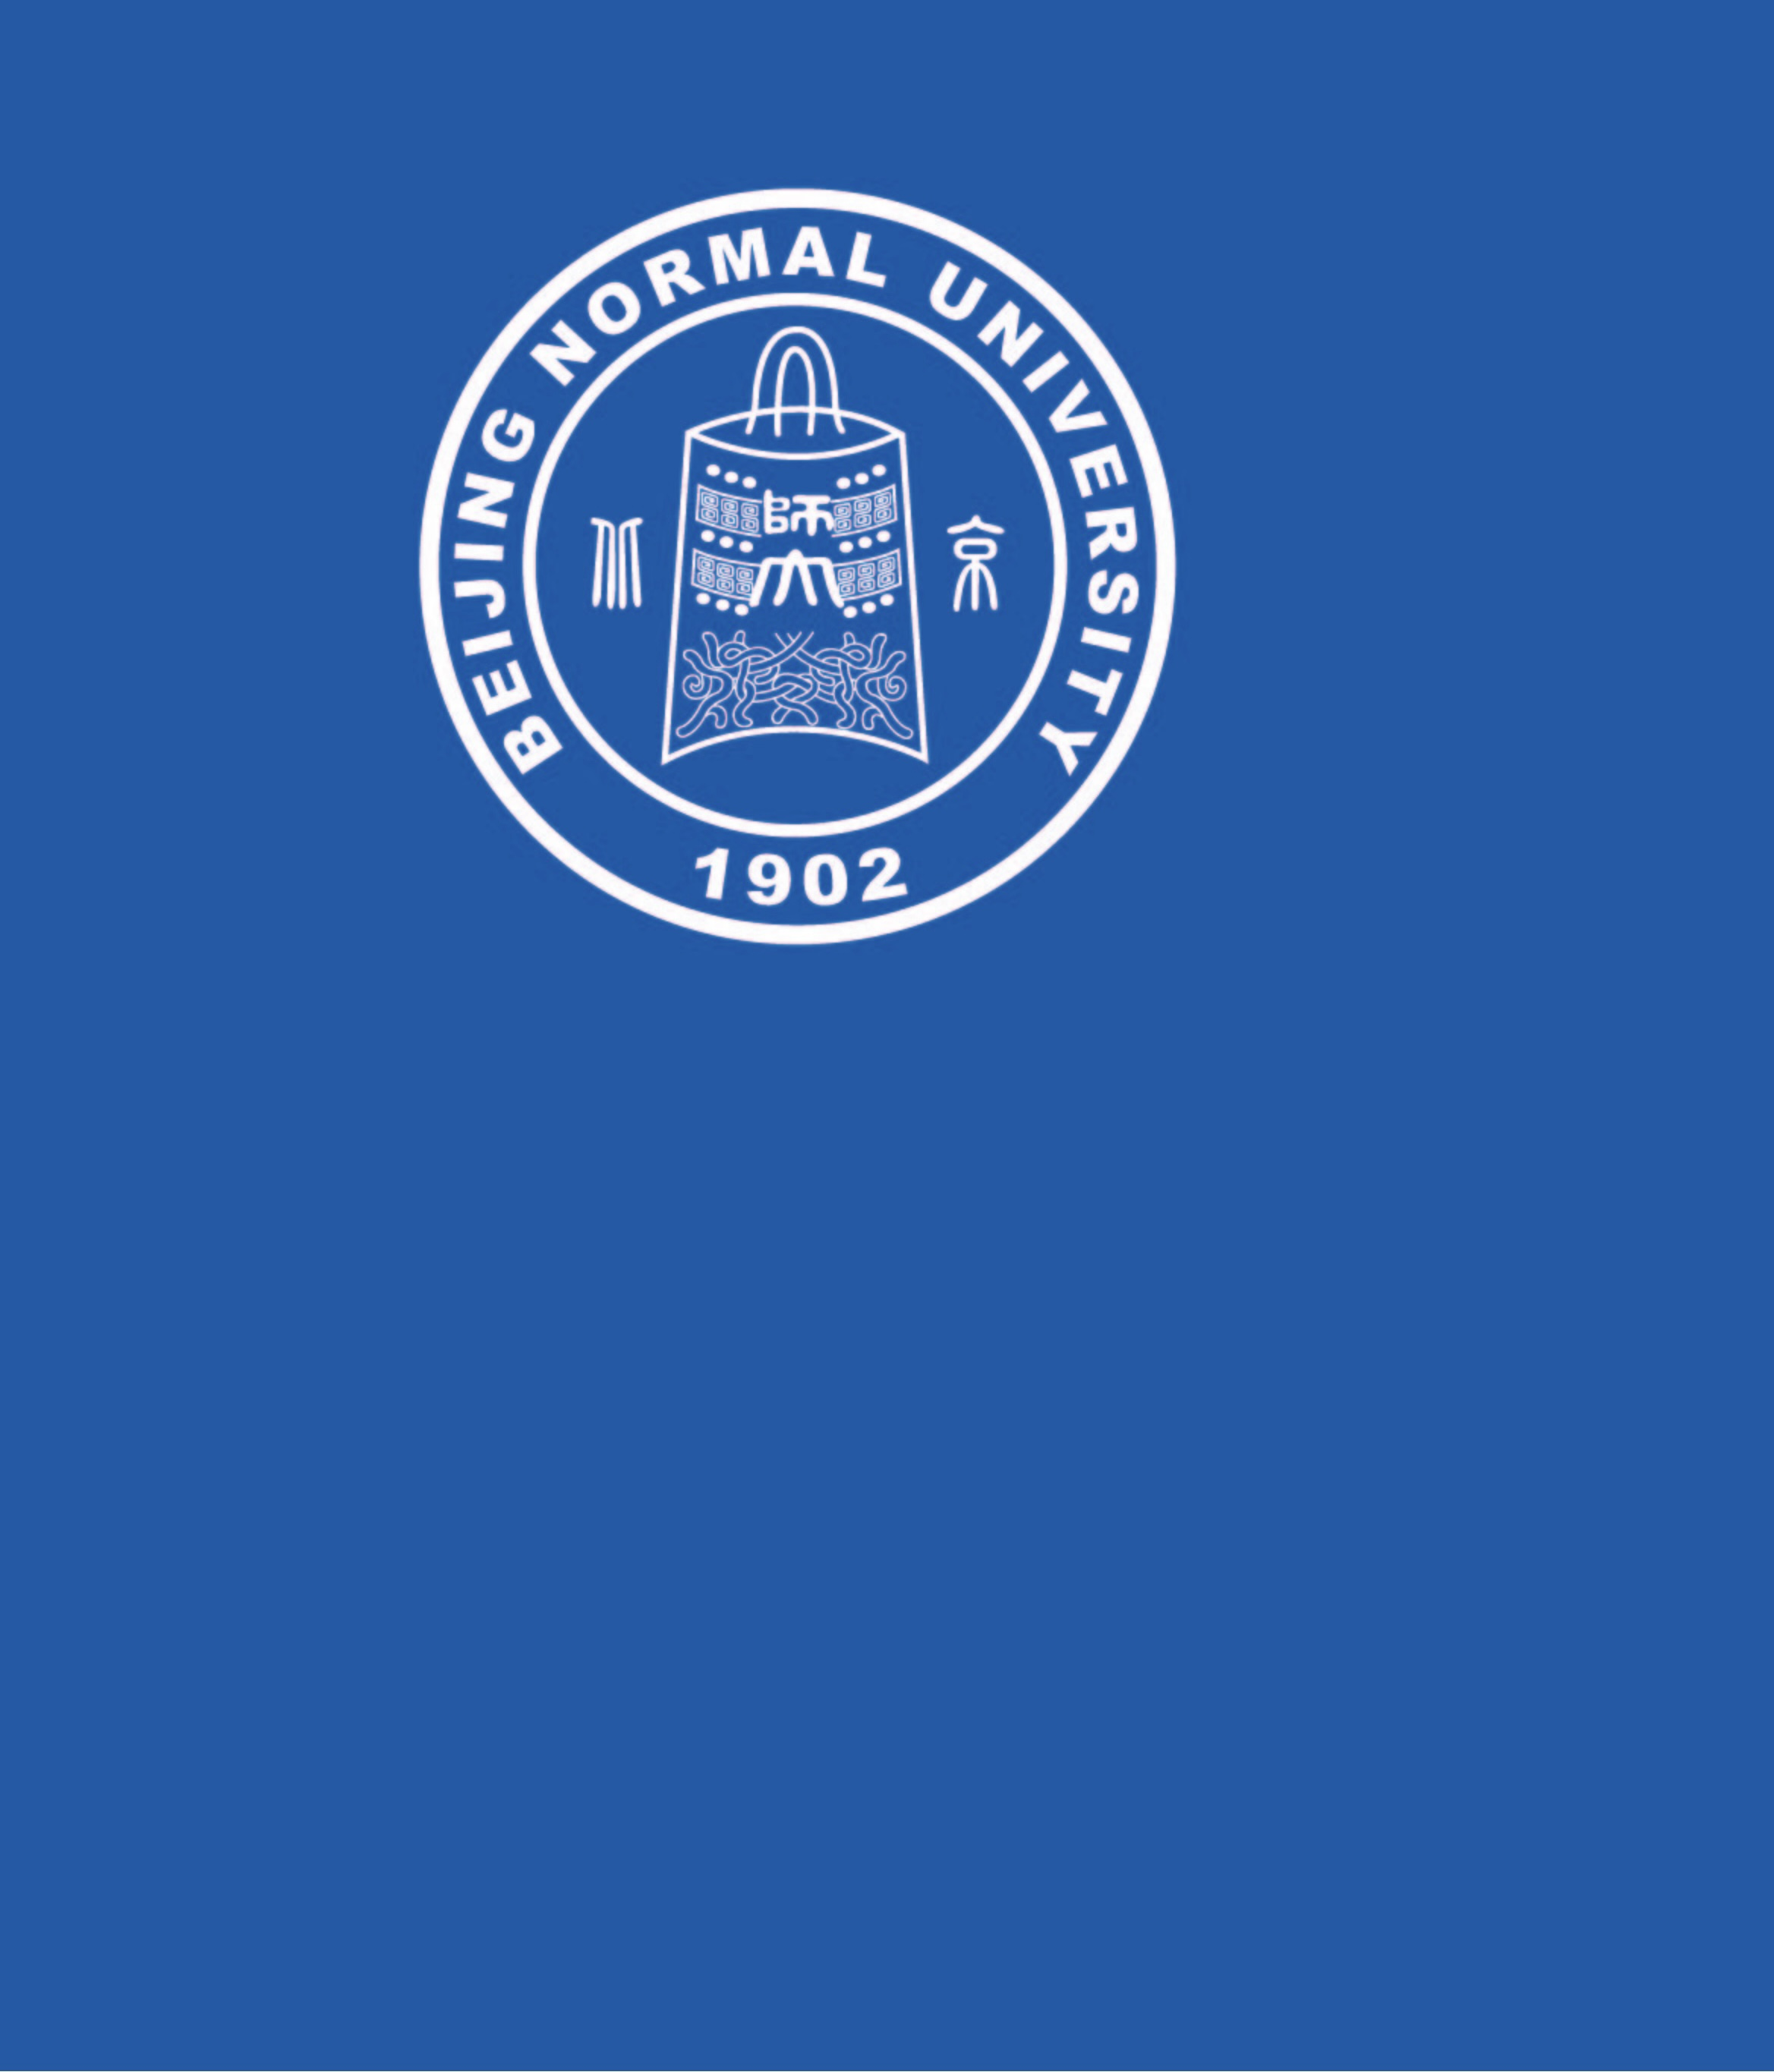 BEIJING NORMAL UNIVERSITY
北
師
大
京
1902